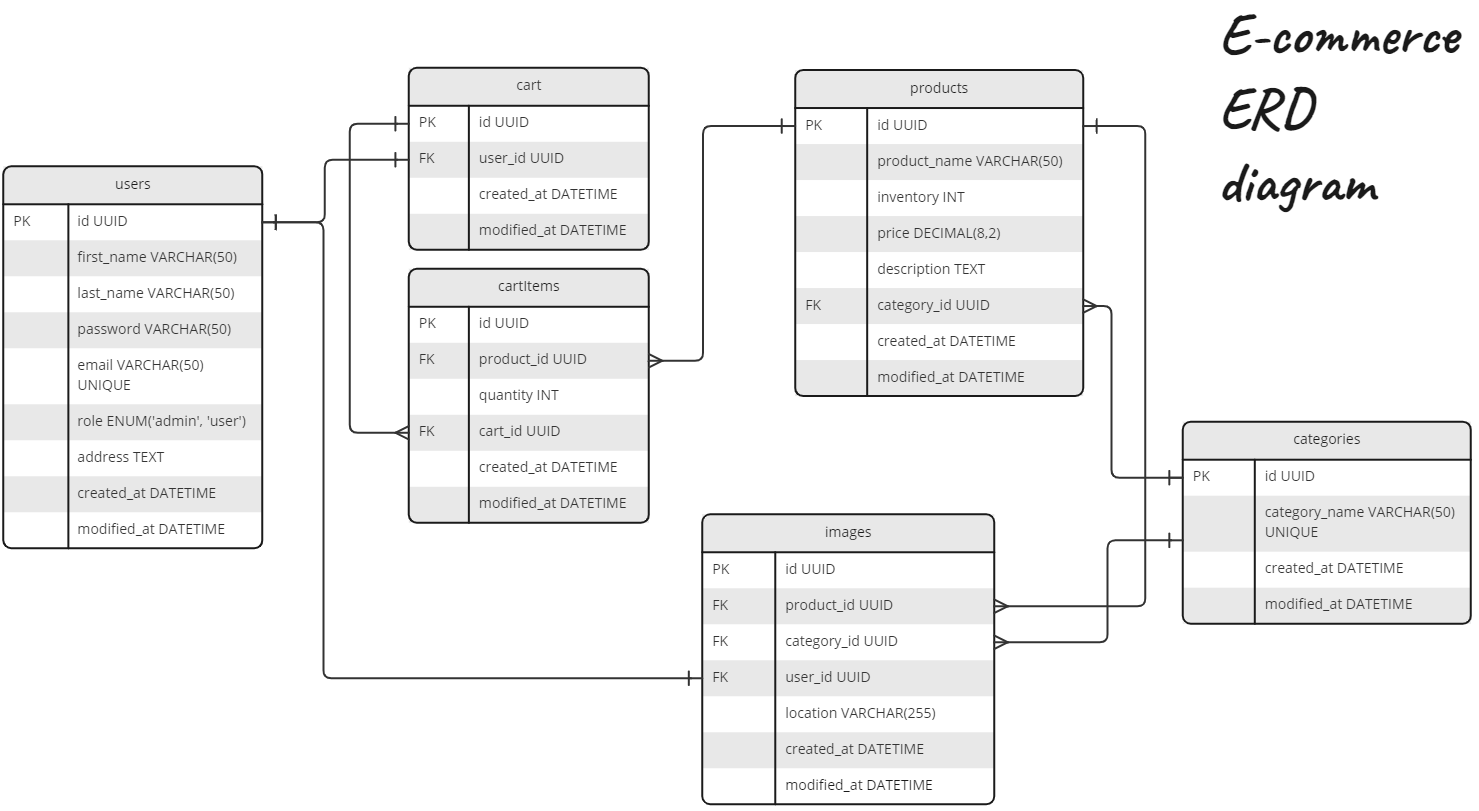 E-commerce
ERD
diagram
users
PK id UUID
first_name VARCHAR(50)
last_name VARCHAR(50)
password VARCHAR(50)
email VARCHAR(50)
UNIQUE
role ENUM('admin', 'user')
address TEXT
created_at DATETIME
modified_at DATETIME
cart
PK id UUID
FK user_id UUID
created_at DATETIME
modified_at DATETIME
cartItems
PK id UUID
FK product_id UUID
quantity INT
FK cart_id UUID
created_at DATETIME
modified_at DATETIME
products
PK id UUID
product_name VARCHAR(50)
inventory INT
price DECIMAL(8,2)
description TEXT
FK category_id UUID
created_at DATETIME
modified_at DATETIME
images
PK id UUID
FK product_id UUID
FK category_id UUID
FK user_id UUID
location VARCHAR(255)
created_at DATETIME
modified_at DATETIME
categories
PK id UUID
category_name VARCHAR(50)
UNIQUE
created_at DATETIME
modified_at DATETIME